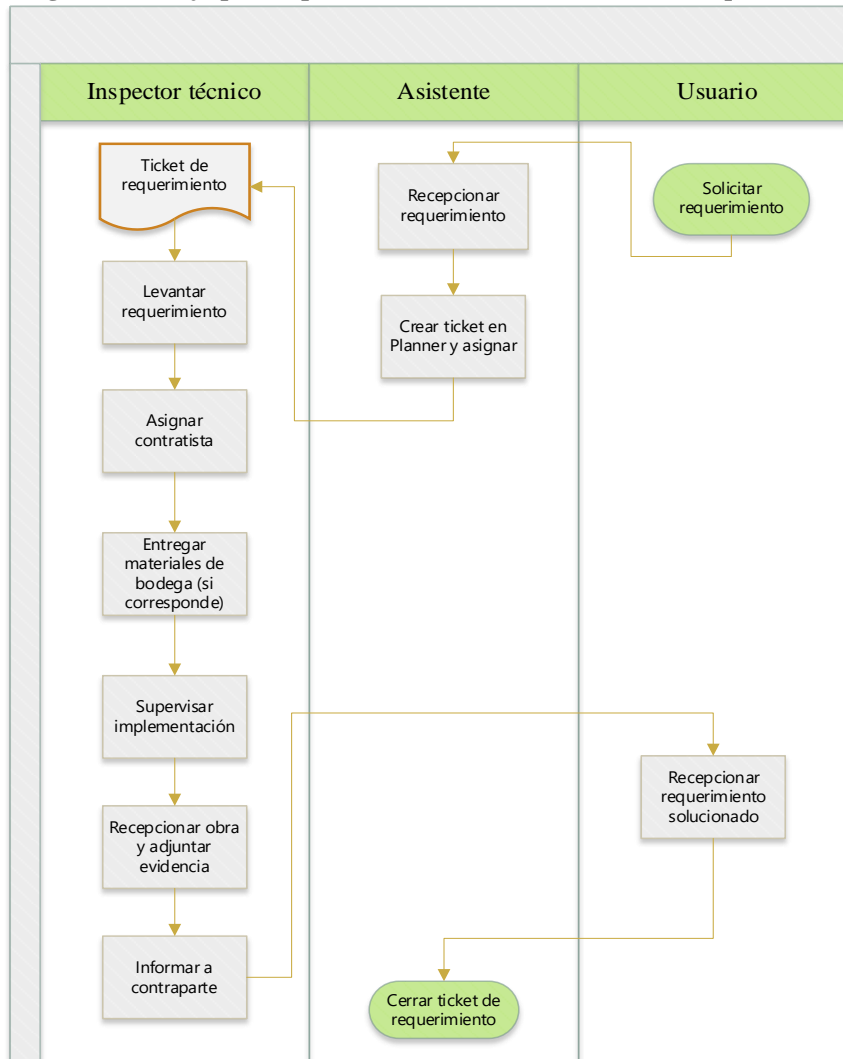 Inspector técnico
Asistente
Usuario
Ticket de
requerimiento
Recepcionar
requerimiento
Solicitar
requerimiento
Levantar
requerimiento
Crear ticket en
Planner y asignar
Asignar
contratista
Entregar
materiales de
bodega (si
corresponde)
Supervisar
implementación
Recepcionar
requerimiento
solucionado
Recepcionar obra
y adjuntar
evidencia
Informar a
contraparte
Cerrar ticket de
requerimiento